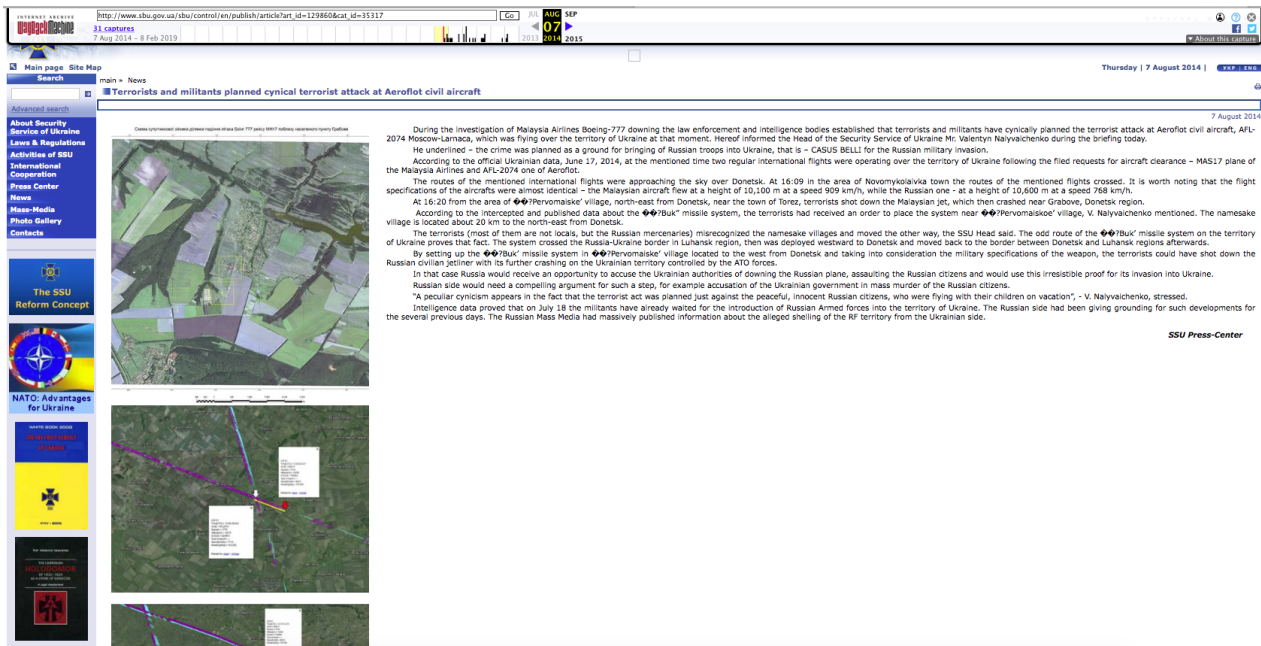 INTERNET ARCHIVE
WayBackMachine
http://www.sbu.gov.ua/sbu/control/en/publish/article?art_id=129860&cat_id=35317
Go
JUL AUG SEP
07
2013 2014 2015
31 captures
7 Aug 2014 – 8 Feb 2019
About this capture
Main page Site Map
Thursday | 7 August 2014 |
УКР | ENG
Search
Advanced search
About Security
Service of Ukraine
Laws & Regulations
Activities of SSU
International
Cooperation
Press Center
News
Mass-Media
Photo Gallery
Contacts
The SSU
Reform Concept
NATO: Advantages
for Ukraine
WHITE BOOK 2008
HOLODOMOR
main » News
Terrorists and militants planned cynical terrorist attack at Aeroflot civil aircraft
7 August 2014
During the investigation of Malaysia Airlines Boeing-777 downing the law enforcement and intelligence bodies established that terrorists and militants have cynically planned the terrorist attack at Aeroflot civil aircraft, AFL-
2074 Moscow-Larnaca, which was flying over the territory of Ukraine at that moment. Hereof informed the Head of the Security Service of Ukraine Mr. Valentyn Nalyvaichenko during the briefing today.
He underlined – the crime was planned as a ground for bringing of Russian troops into Ukraine, that is – CASUS BELLI for the Russian military invasion.
According to the official Ukrainian data, June 17, 2014, at the mentioned time two regular international flights were operating over the territory of Ukraine following the filed requests for aircraft clearance – MAS17 plane of
the Malaysia Airlines and AFL-2074 one of Aeroflot.
The routes of the mentioned international flights were approaching the sky over Donetsk. At 16:09 in the area of Novomykolaivka town the routes of the mentioned flights crossed. It is worth noting that the flight
specifications of the aircrafts were almost identical – the Malaysian aircraft flew at a height of 10,100 m at a speed 909 km/h, while the Russian one - at a height of 10,600 m at a speed 768 km/h.
At 16:20 from the area of ��?Pervomaiske' village, north-east from Donetsk, near the town of Torez, terrorists shot down the Malaysian jet, which then crashed near Grabove, Donetsk region.
According to the intercepted and published data about the ��?Buk" missile system, the terrorists had received an order to place the system near ��?Pervomaiskoe' village, V. Nalyvaichenko mentioned. The namesake
village is located about 20 km to the north-east from Donetsk.
The terrorists (most of them are not locals, but the Russian mercenaries) misrecognized the namesake villages and moved the other way, the SSU Head said. The odd route of the ��?Buk' missile system on the territory
of Ukraine proves that fact. The system crossed the Russia-Ukraine border in Luhansk region, then was deployed westward to Donetsk and moved back to the border between Donetsk and Luhansk regions afterwards.
By setting up the ��?Buk' missile system in ��?Pervomaiske' village located to the west from Donetsk and taking into consideration the military specifications of the weapon, the terrorists could have shot down the
Russian civilian jetliner with its further crashing on the Ukrainian territory controlled by the ATO forces.
In that case Russia would receive an opportunity to accuse the Ukrainian authorities of downing the Russian plane, assaulting the Russian citizens and would use this irresistible proof for its invasion into Ukraine.
Russian side would need a compelling argument for such a step, for example accusation of the Ukrainian government in mass murder of the Russian citizens.
"A peculiar cynicism appears in the fact that the terrorist act was planned just against the peaceful, innocent Russian citizens, who were flying with their children on vacation", - V. Nalyvaichenko, stressed.
Intelligence data proved that on July 18 the militants have already waited for the introduction of Russian Armed forces into the territory of Ukraine. The Russian side had been giving grounding for such developments for
the several previous days. The Russian Mass Media had massively published information about the alleged shelling of the RF territory from the Ukrainian side.
SSU Press-Center